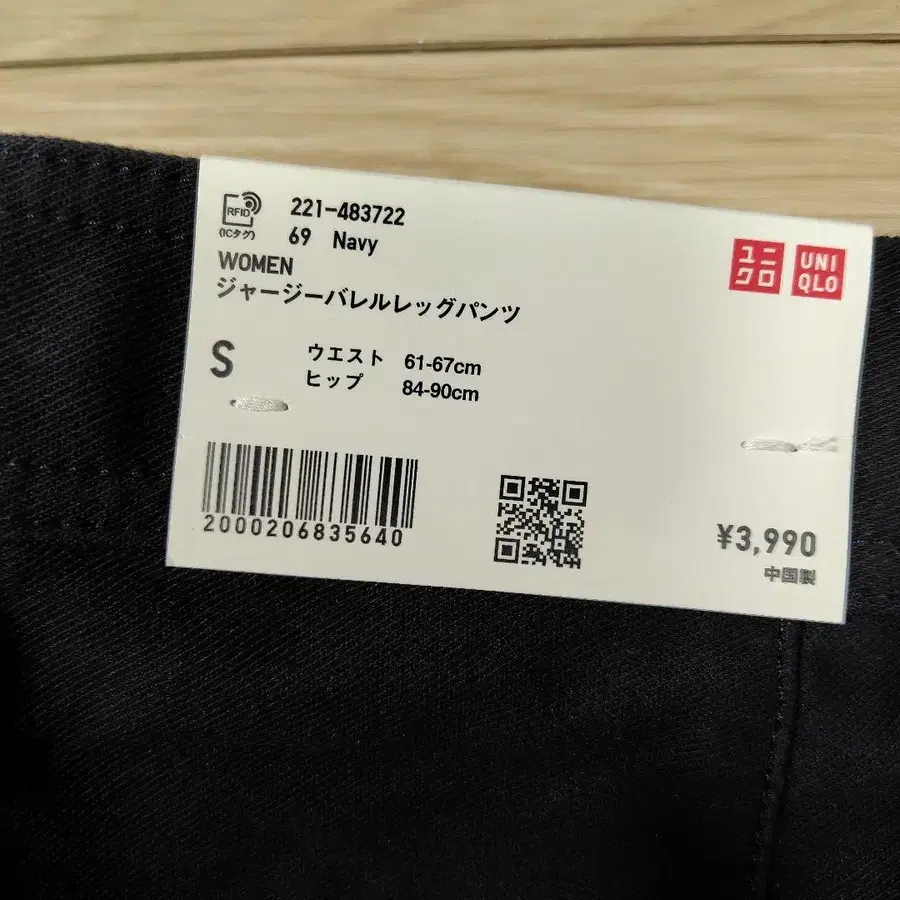 RFID
(ICタグ)
221-483722
69 Navy
WOMEN
ジャージーバレルレッグパンツ
ユニ
クロ
UNI
QLO
S
ウエスト 61-67cm
ヒップ 84-90cm
2000206835640
¥3,990
中国製